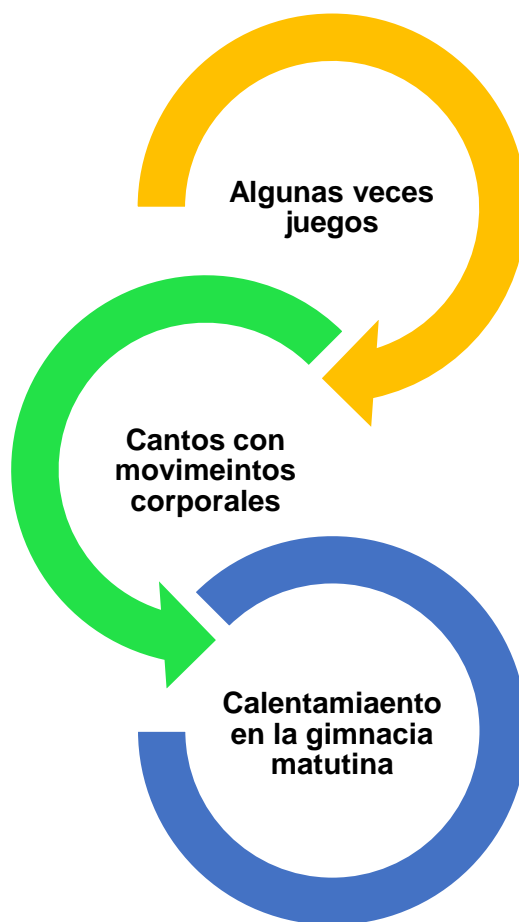 Algunas veces
juegos
Cantos con
movimeintos
corporales
Calentamiaento
en la gimnacia
matutina